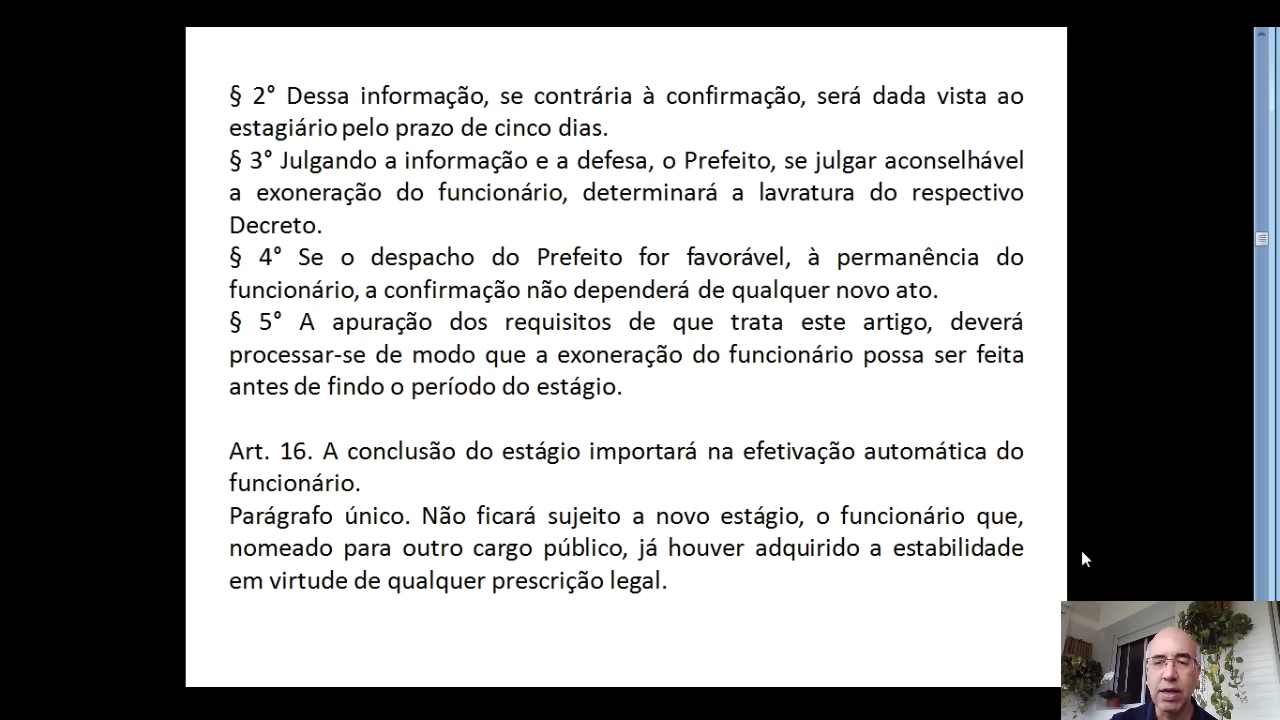 § 2° Dessa informação, se contrária à confirmação, será dada vista ao
estagiário pelo prazo de cinco dias.
§ 3° Julgando a informação e a defesa, o Prefeito, se julgar aconselhável
a exoneração do funcionário, determinará a lavratura do respectivo
Decreto.
§ 4° Se o despacho do Prefeito for favorável, à permanência do
funcionário, a confirmação não dependerá de qualquer novo ato.
§ 5° A apuração dos requisitos de que trata este artigo, deverá
processar-se de modo que a exoneração do funcionário possa ser feita
antes de findo o período do estágio.
Art. 16. A conclusão do estágio importará na efetivação automática do
funcionário.
Parágrafo único. Não ficará sujeito a novo estágio, o funcionário que,
nomeado para outro cargo público, já houver adquirido a estabilidade
em virtude de qualquer prescrição legal.